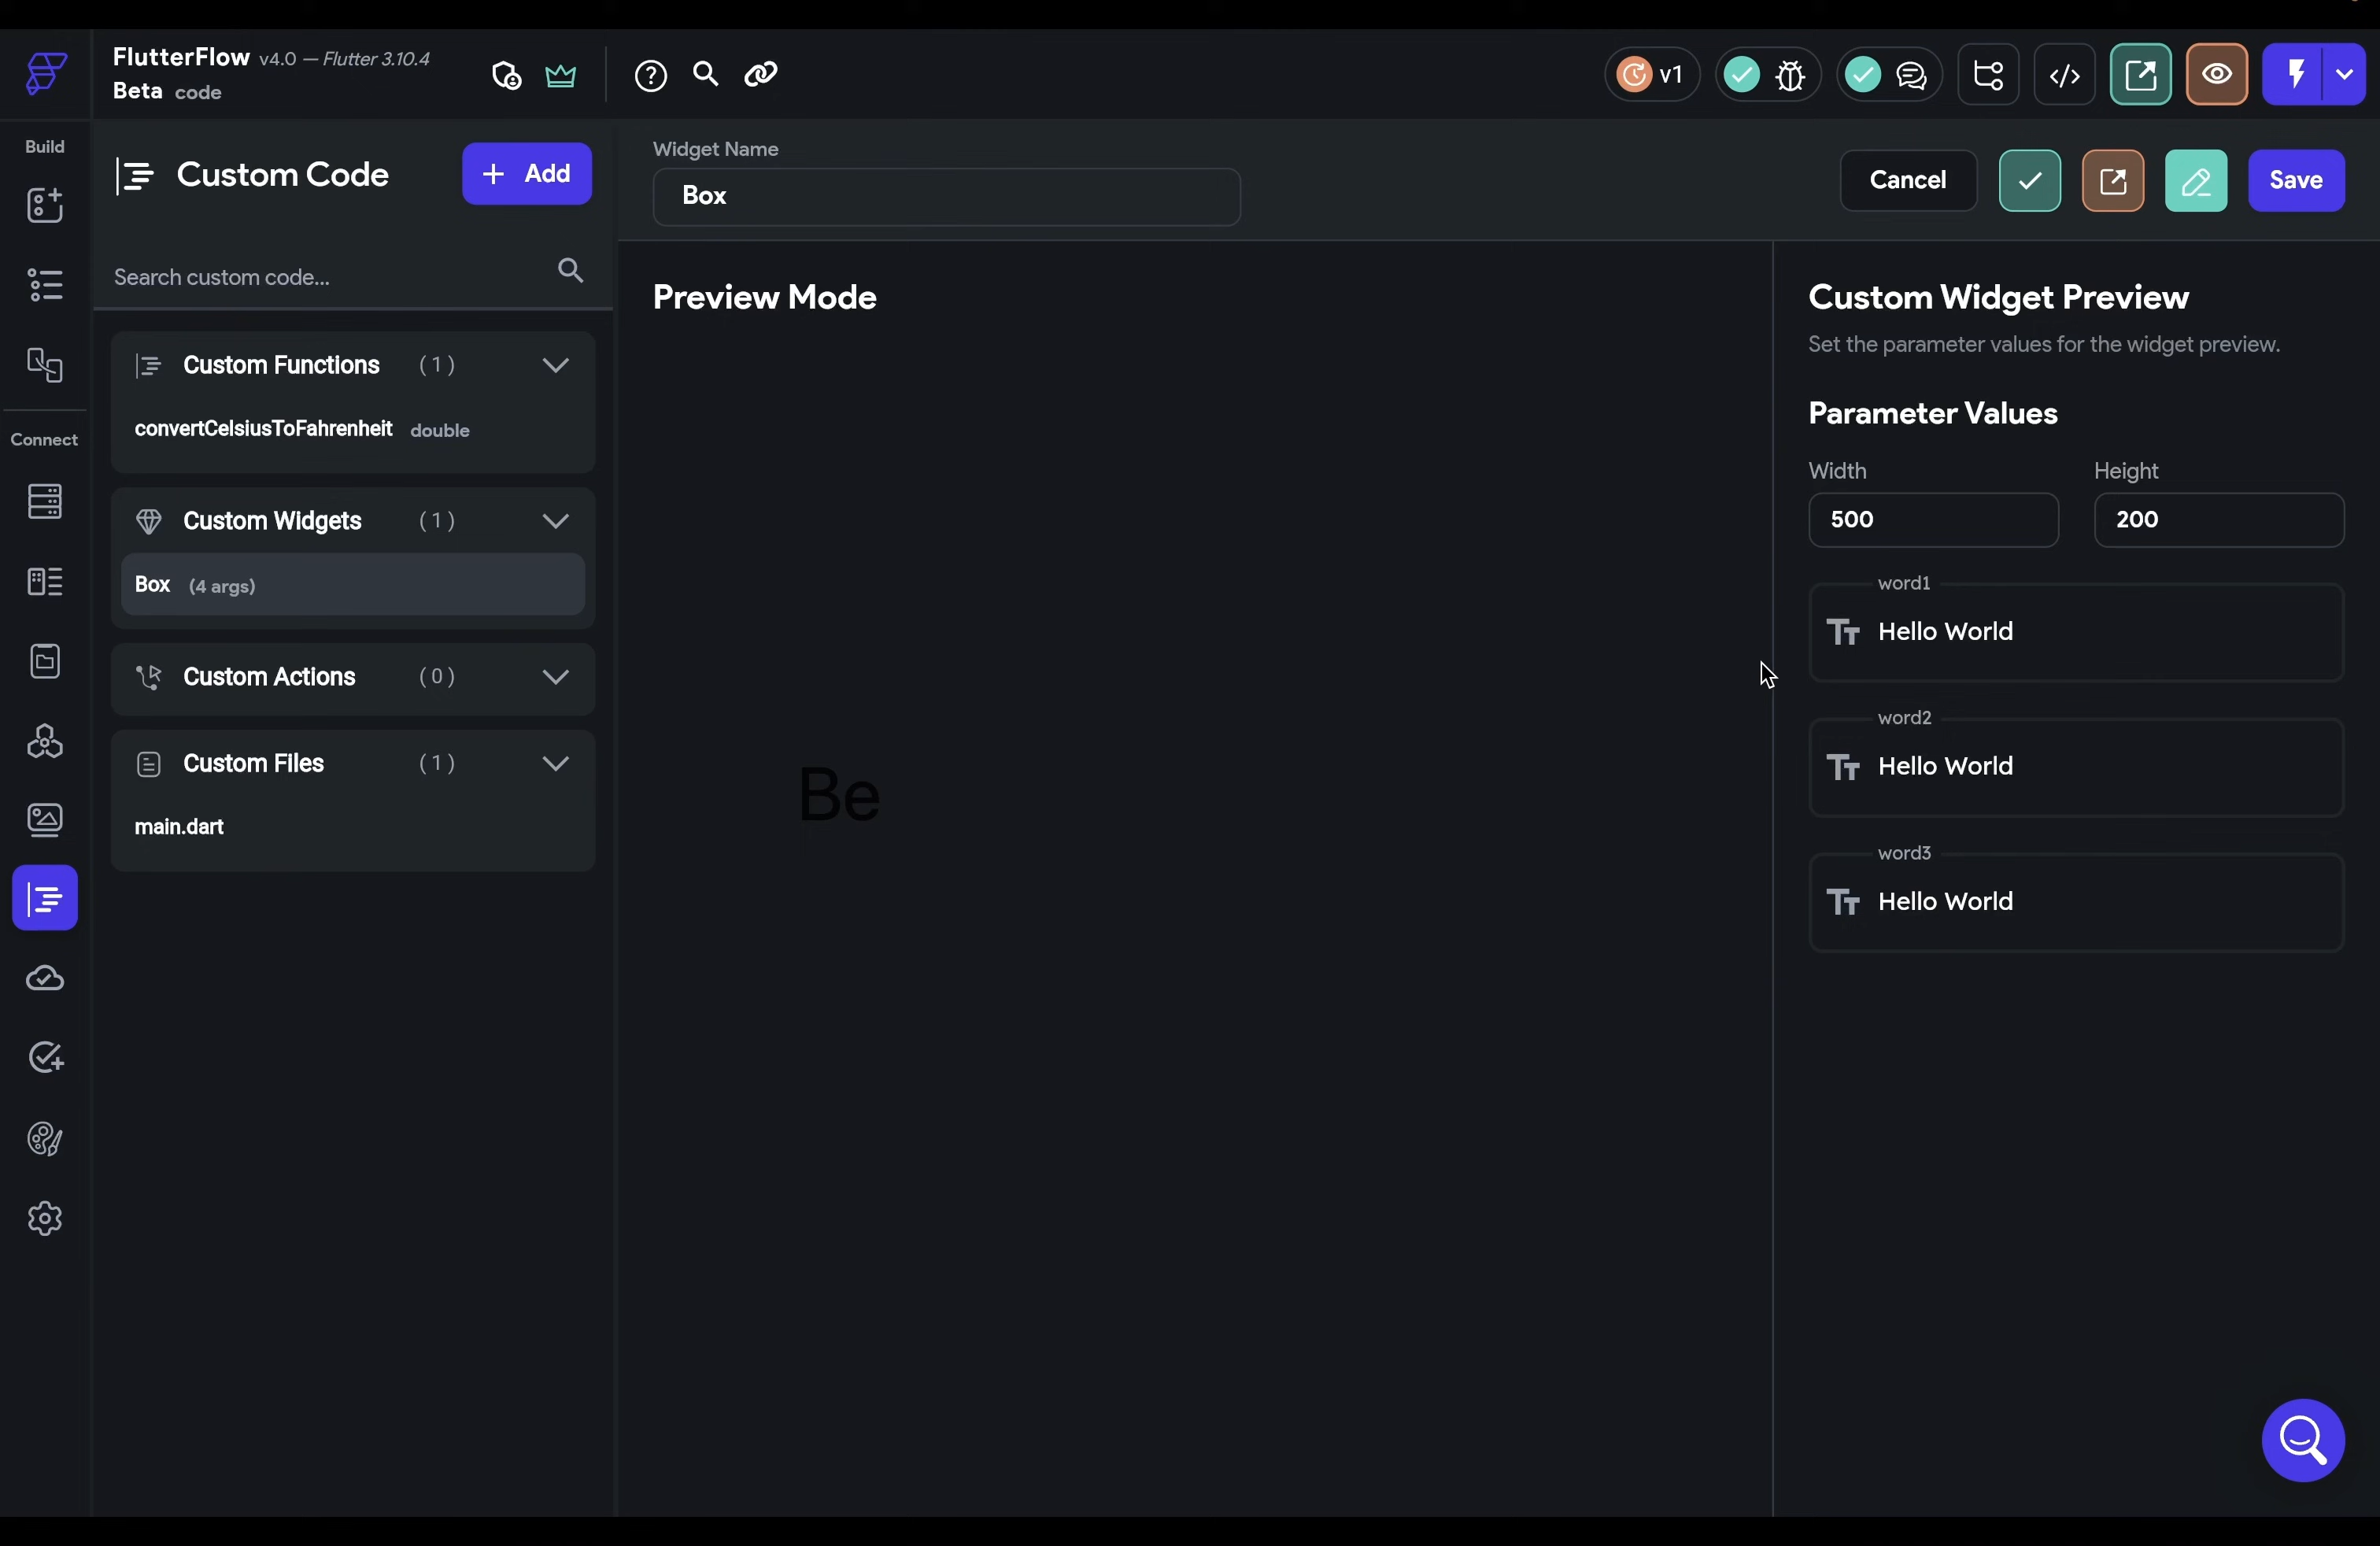 FlutterFlow v4.0 — Flutter 3.10.4
Beta code
v1
Build
Connect
Custom Code
+ Add
Search custom code...
Custom Functions (1)
convertCelsiusToFahrenheit double
Custom Widgets (1)
Box (4 args)
Custom Actions (0)
Custom Files (1)
main.dart
Widget Name
Box
Cancel
Save
Preview Mode
Be
Custom Widget Preview
Set the parameter values for the widget preview.
Parameter Values
Width Height
500 200
word1
Tt Hello World
word2
Tt Hello World
word3
Tt Hello World